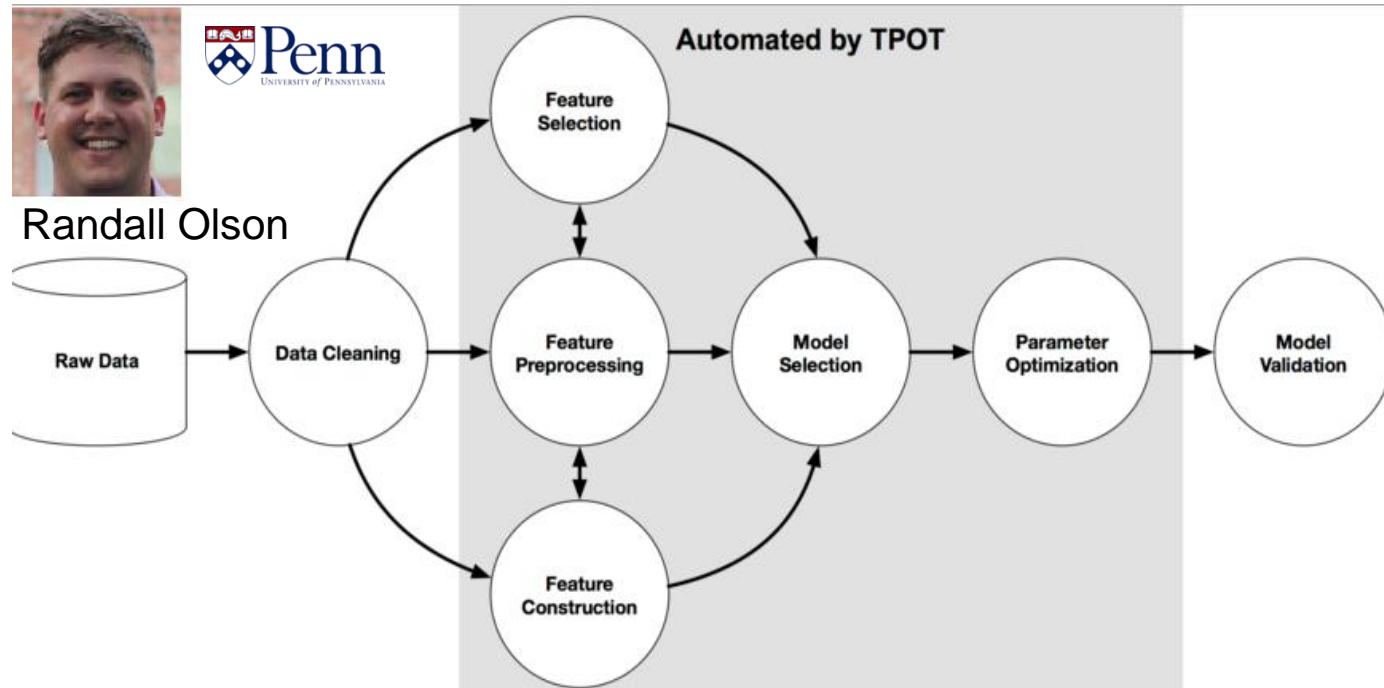 Penn
UNIVERSITY of PENNSYLVANIA
Automated by TPOT
Randall Olson
Feature
Selection
Raw Data
Data Cleaning
Feature
Preprocessing
Model
Selection
Parameter
Optimization
Model
Validation
Feature
Construction